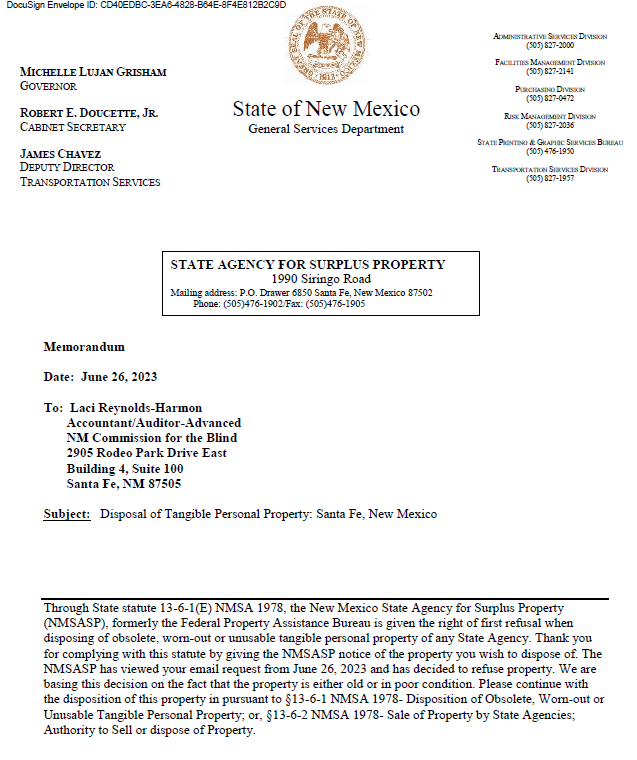 DocuSign Envelope ID: CD40EDBC-3EA6-4828-B64E-8F4E812B2C9D
MICHELLE LUJAN GRISHAM
GOVERNOR
ROBERT E. DOUCETTE, JR.
CABINET SECRETARY
JAMES CHAVEZ
DEPUTY DIRECTOR
TRANSPORTATION SERVICES
State of New Mexico
General Services Department
ADMINISTRATIVE SERVICES DIVISION
(505) 827-2000
FACILITIES MANAGEMENT DIVISION
(505) 827-2141
PURCHASING DIVISION
(505) 827-0472
RISK MANAGEMENT DIVISION
(505) 827-2036
STATE PRINTING & GRAPHIC SERVICES BUREAU
(505) 476-1950
TRANSPORTATION SERVICES DIVISION
(505) 827-1957
STATE AGENCY FOR SURPLUS PROPERTY
1990 Siringo Road
Mailing address: P.O. Drawer 6850 Santa Fe, New Mexico 87502
Phone: (505)476-1902/Fax: (505)476-1905
Memorandum
Date: June 26, 2023
To: Laci Reynolds-Harmon
Accountant/Auditor-Advanced
NM Commission for the Blind
2905 Rodeo Park Drive East
Building 4, Suite 100
Santa Fe, NM 87505
Subject: Disposal of Tangible Personal Property: Santa Fe, New Mexico
Through State statute 13-6-1(E) NMSA 1978, the New Mexico State Agency for Surplus Property
(NMSASP), formerly the Federal Property Assistance Bureau is given the right of first refusal when
disposing of obsolete, worn-out or unusable tangible personal property of any State Agency. Thank you
for complying with this statute by giving the NMSASP notice of the property you wish to dispose of. The
NMSASP has viewed your email request from June 26, 2023 and has decided to refuse property. We are
basing this decision on the fact that the property is either old or in poor condition. Please continue with
the disposition of this property in pursuant to §13-6-1 NMSA 1978- Disposition of Obsolete, Worn-out or
Unusable Tangible Personal Property; or, §13-6-2 NMSA 1978- Sale of Property by State Agencies;
Authority to Sell or dispose of Property.